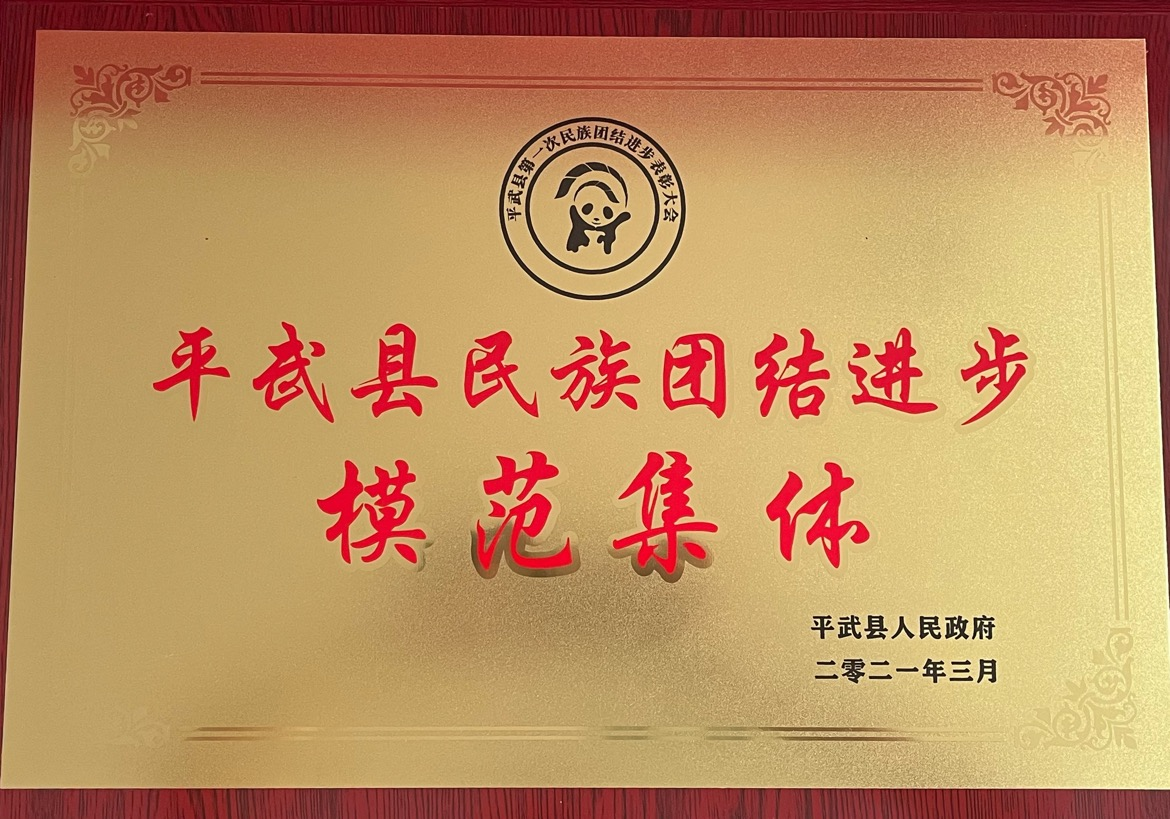 平武县第一次民族团结进步表彰大会
平武县民族团结进步
模范集体
平武县人民政府
二零二一年三月